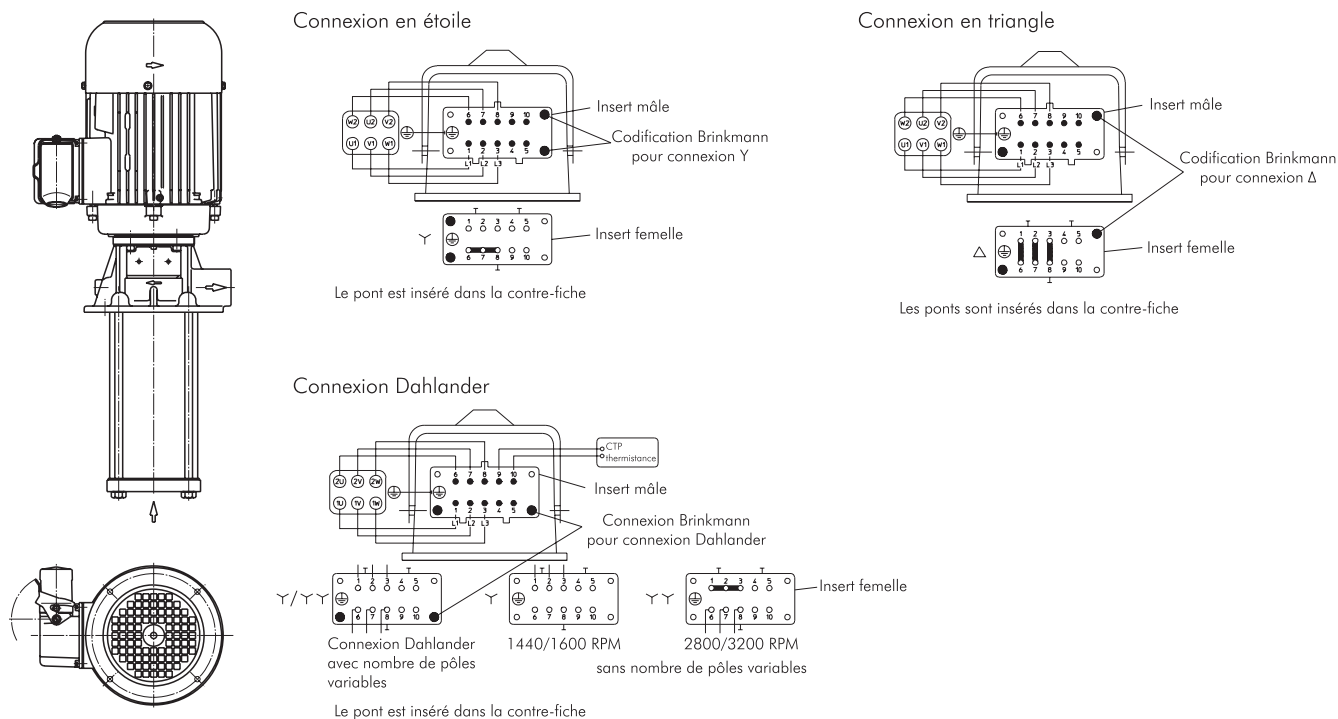 Connexion en étoile
W2 U2 V2
U1 V1 W1
6 7 8 9 10
1 2 3 4 5
L1 L2 L3
Insert mâle
Codification Brinkmann
pour connexion Y
1 2 3 4 5
6 7 8 9 10
Insert femelle
Le pont est inséré dans la contre-fiche
Connexion en triangle
W2 U2 V2
U1 V1 W1
6 7 8 9 10
1 2 3 4 5
L1 L2 L3
Insert mâle
Codification Brinkmann
pour connexion Δ
1 2 3 4 5
6 7 8 9 10
Insert femelle
Les ponts sont insérés dans la contre-fiche
Connexion Dahlander
CTP
thermistance
2U 2V 2W
1U 1V 1W
6 7 8 9 10
1 2 3 4 5
L1 L2 L3
Insert mâle
Connexion Brinkmann
pour connexion Dahlander
1 2 3 4 5
6 7 8 9 10
Connexion Dahlander
avec nombre de pôles
variables
1 2 3 4 5
6 7 8 9 10
1440/1600 RPM
1 2 3 4 5
6 7 8 9 10
Insert femelle
2800/3200 RPM
sans nombre de pôles variables
Le pont est inséré dans la contre-fiche